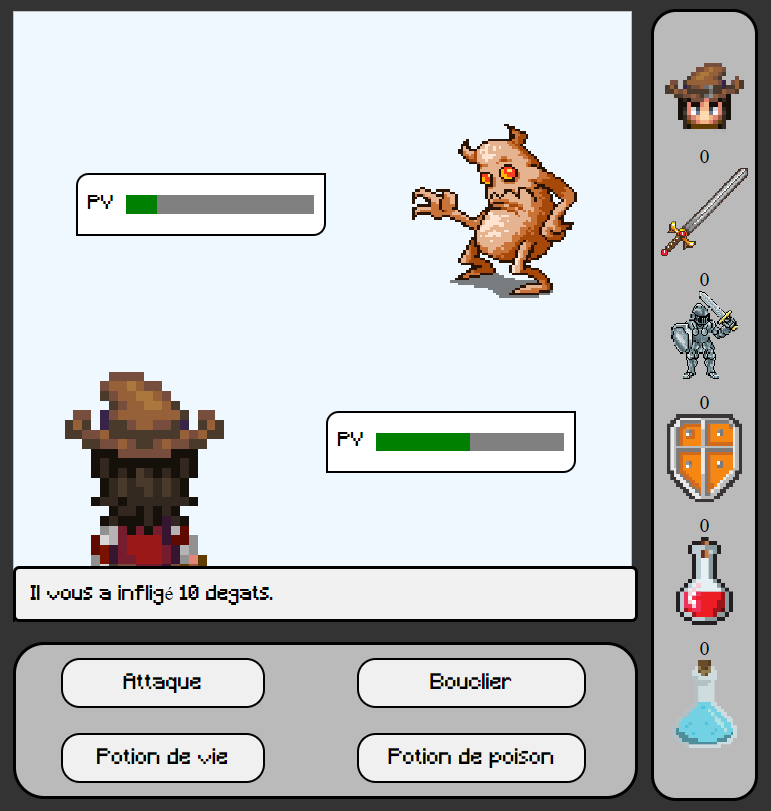 PV
PV
Il vous a infligé 10 degats.
Attaque
Bouclier
Potion de vie
Potion de poison
0
0
0
0
0